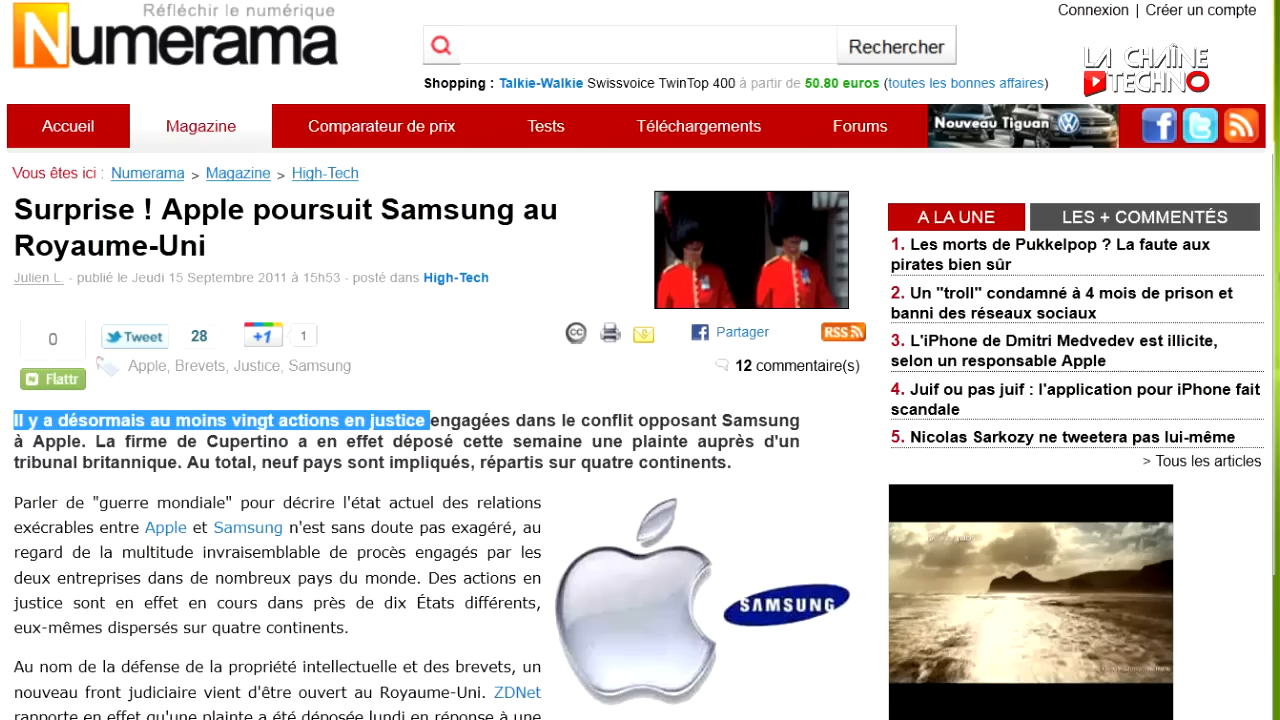 Réfléchir le numérique
Numerama
Connexion | Créer un compte
Rechercher
Shopping : Talkie-Walkie Swissvoice TwinTop 400 à partir de 50.80 euros (toutes les bonnes affaires)
LA CHAÎNE
TECHNO
Accueil
Magazine
Comparateur de prix
Tests
Téléchargements
Forums
Nouveau Tiguan
Vous êtes ici : Numerama > Magazine > High-Tech
Surprise ! Apple poursuit Samsung au
Royaume-Uni
Julien L. - publié le Jeudi 15 Septembre 2011 à 15h53 - posté dans High-Tech
0
Flattr
Tweet
28
+1
1
Partager
RSS
Apple, Brevets, Justice, Samsung
12 commentaire(s)
Il y a désormais au moins vingt actions en justice engagées dans le conflit opposant Samsung
à Apple. La firme de Cupertino a en effet déposé cette semaine une plainte auprès d'un
tribunal britannique. Au total, neuf pays sont impliqués, répartis sur quatre continents.
Parler de "guerre mondiale" pour décrire l'état actuel des relations
exécrables entre Apple et Samsung n'est sans doute pas exagéré, au
regard de la multitude invraisemblable de procès engagés par les
deux entreprises dans de nombreux pays du monde. Des actions en
justice sont en effet en cours dans près de dix États différents,
eux-mêmes dispersés sur quatre continents.
Au nom de la défense de la propriété intellectuelle et des brevets, un
nouveau front judiciaire vient d'être ouvert au Royaume-Uni. ZDNet
rapporte en effet qu'une plainte a été déposée lundi en réponse à une
SAMSUNG
A LA UNE
LES + COMMENTÉS
1. Les morts de Pukkelpop ? La faute aux
pirates bien sûr
2. Un "troll" condamné à 4 mois de prison et
banni des réseaux sociaux
3. L'iPhone de Dmitri Medvedev est illicite,
selon un responsable Apple
4. Juif ou pas juif : l'application pour iPhone fait
scandale
5. Nicolas Sarkozy ne tweetera pas lui-même
> Tous les articles